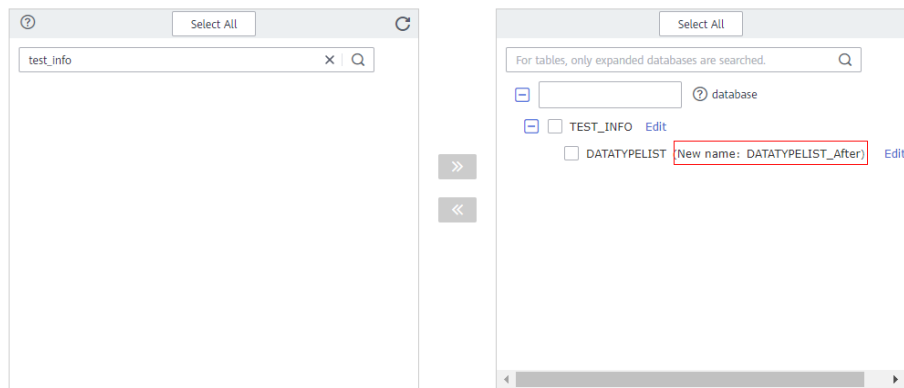 Select All
test_info
Select All
For tables, only expanded databases are searched.
database
TEST_INFO Edit
DATATYPELIST (New name: DATATYPELIST_After) Edit